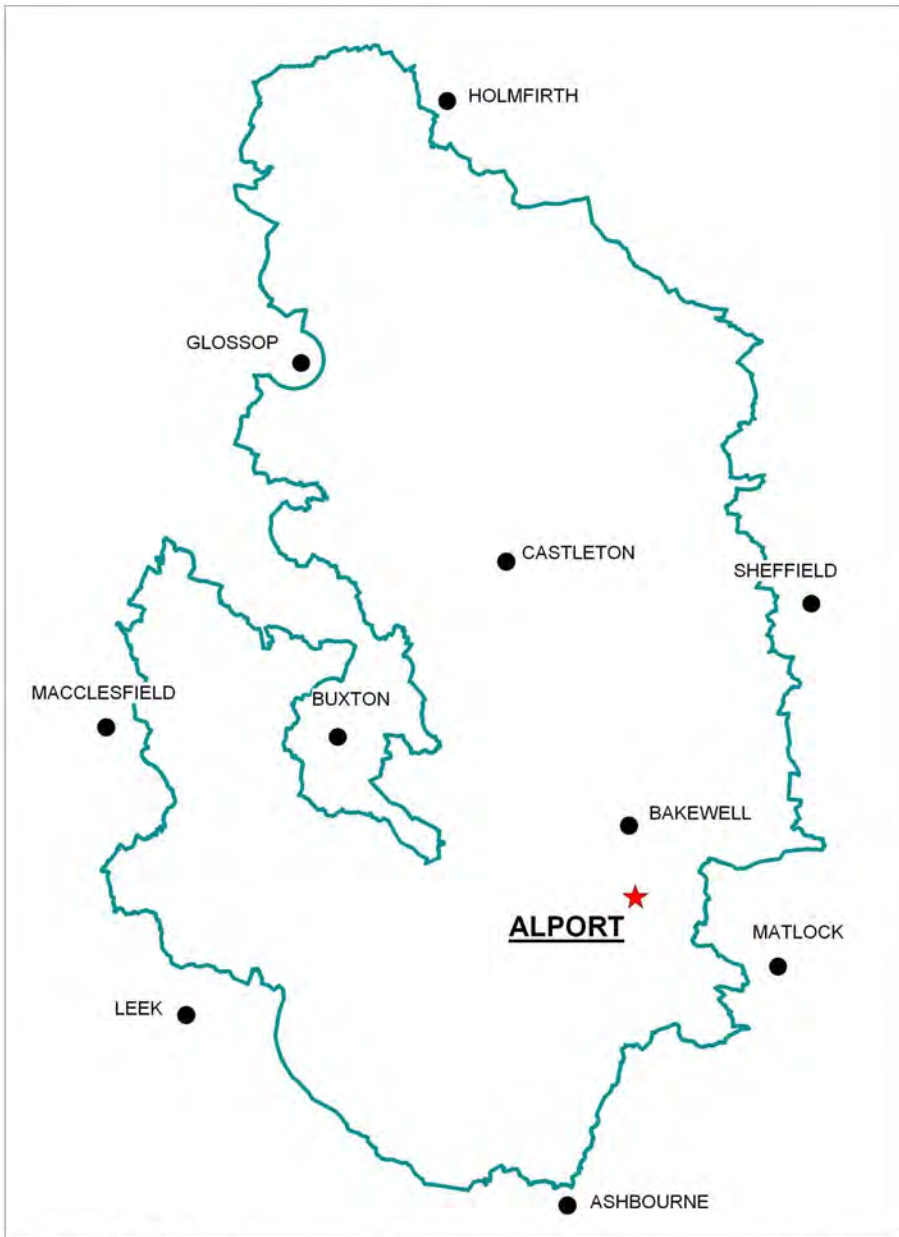 HOLMFIRTH
GLOSSOP
CASTLETON
SHEFFIELD
MACCLESFIELD
BUXTON
BAKEWELL
ALPORT
MATLOCK
LEEK
ASHBOURNE